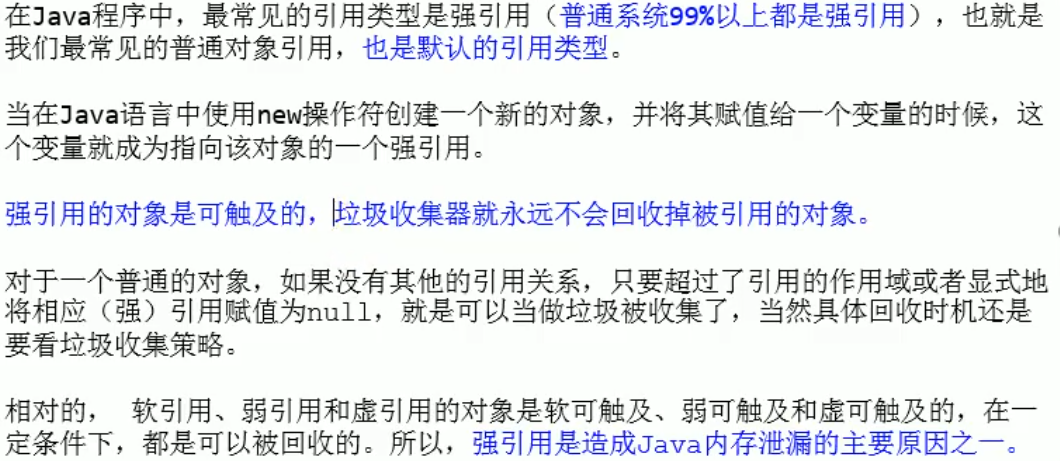 在Java程序中，最常见的引用类型是强引用（普通系统99%以上都是强引用），也就是
我们最常见的普通对象引用，也是默认的引用类型。
当在Java语言中使用new操作符创建一个新的对象，并将其赋值给一个变量的时候，这
个变量就成为指向该对象的一个强引用。
强引用的对象是可触及的，垃圾收集器就永远不会回收掉被引用的对象。
对于一个普通的对象，如果没有其他的引用关系，只要超过了引用的作用域或者显式地
将相应（强）引用赋值为null，就是可以当做垃圾被收集了，当然具体回收时机还是
要看垃圾收集策略。
相对的， 软引用、弱引用和虚引用的对象是软可触及、弱可触及和虚可触及的，在一
定条件下，都是可以被回收的。所以，强引用是造成Java内存泄漏的主要原因之一。